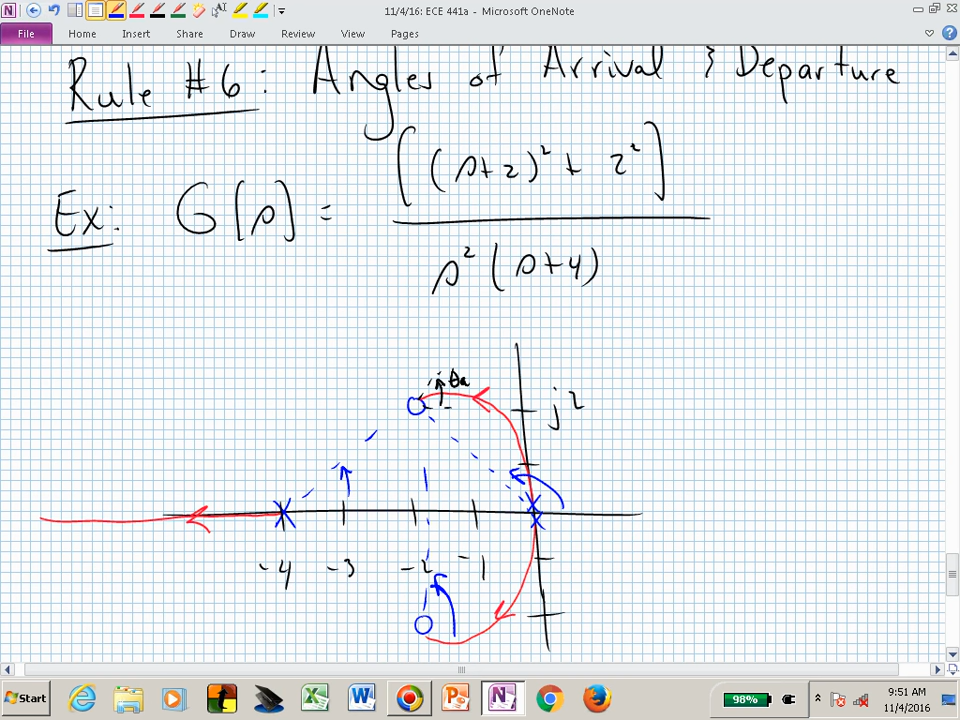 11/4/16: ECE 441a - Microsoft OneNote
File Home Insert Share Draw Review View Pages
Rule #6: Angles of Arrival & Departure
Ex: G(s) = [(s+2)² + 2²]
s² (s+4)
θa
j2
-4 -3 -2 -1
Start
98%
9:51 AM
11/4/2016